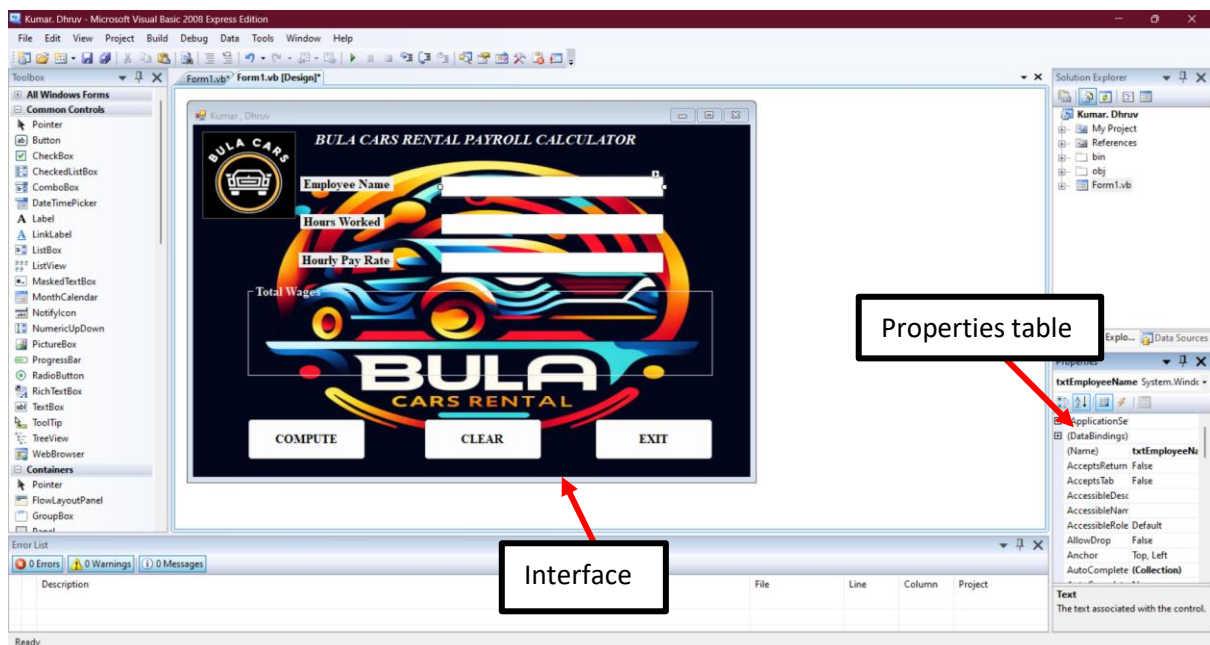 Kumar. Dhruv - Microsoft Visual Basic 2008 Express Edition
File Edit View Project Build Debug Data Tools Window Help
Toolbox
All Windows Forms
Common Controls
Pointer
Button
CheckBox
CheckedListBox
ComboBox
DateTimePicker
Label
LinkLabel
ListBox
ListView
MaskedTextBox
MonthCalendar
NotifyIcon
NumericUpDown
PictureBox
ProgressBar
RadioButton
RichTextBox
TextBox
ToolTip
TreeView
WebBrowser
Containers
Pointer
FlowLayoutPanel
GroupBox
Form1.vb* Form1.vb [Design]*
Kumar, Dhruv
BULA CARS
BULA CARS RENTAL PAYROLL CALCULATOR
Employee Name
Hours Worked
Hourly Pay Rate
Total Wages
BULA
CARS RENTAL
COMPUTE CLEAR EXIT
Interface
Solution Explorer
Kumar. Dhruv
My Project
References
bin
obj
Form1.vb
Properties table
Explo... Data Sources
Properties
txtEmployeeName System.Windc
(ApplicationSe
(DataBindings)
(Name) txtEmployeeNa
AcceptsReturn False
AcceptsTab False
AccessibleDesc
AccessibleNam
AccessibleRole Default
AllowDrop False
Anchor Top, Left
AutoComplete (Collection)
Text
The text associated with the control.
Error List
0 Errors 0 Warnings 0 Messages
Description File Line Column Project
Ready